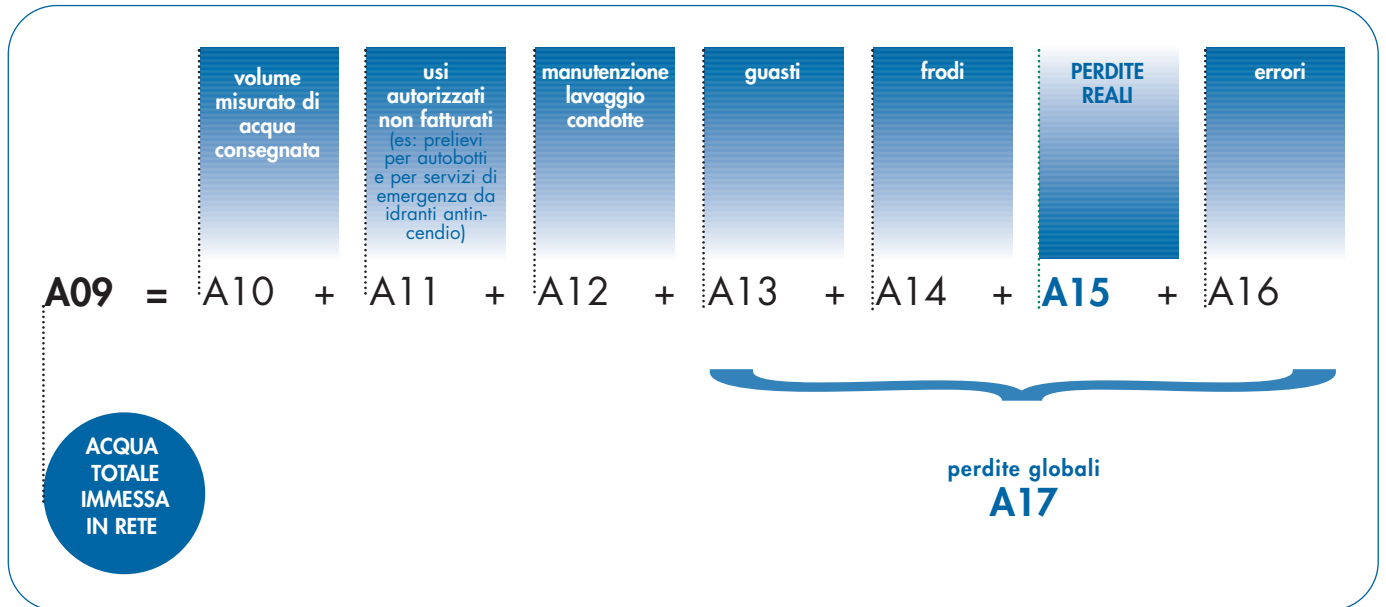 volume
misurato di
acqua
consegnata
usi
autorizzati
non fatturati
(es: prelievi
per autobotti
e per servizi di
emergenza da
idranti antin-
cendio)
manutenzione
lavaggio
condotte
guasti
frodi
PERDITE
REALI
errori
A09 = A10 + A11 + A12 + A13 + A14 + A15 + A16
ACQUA
TOTALE
IMMESSA
IN RETE
perdite globali
A17